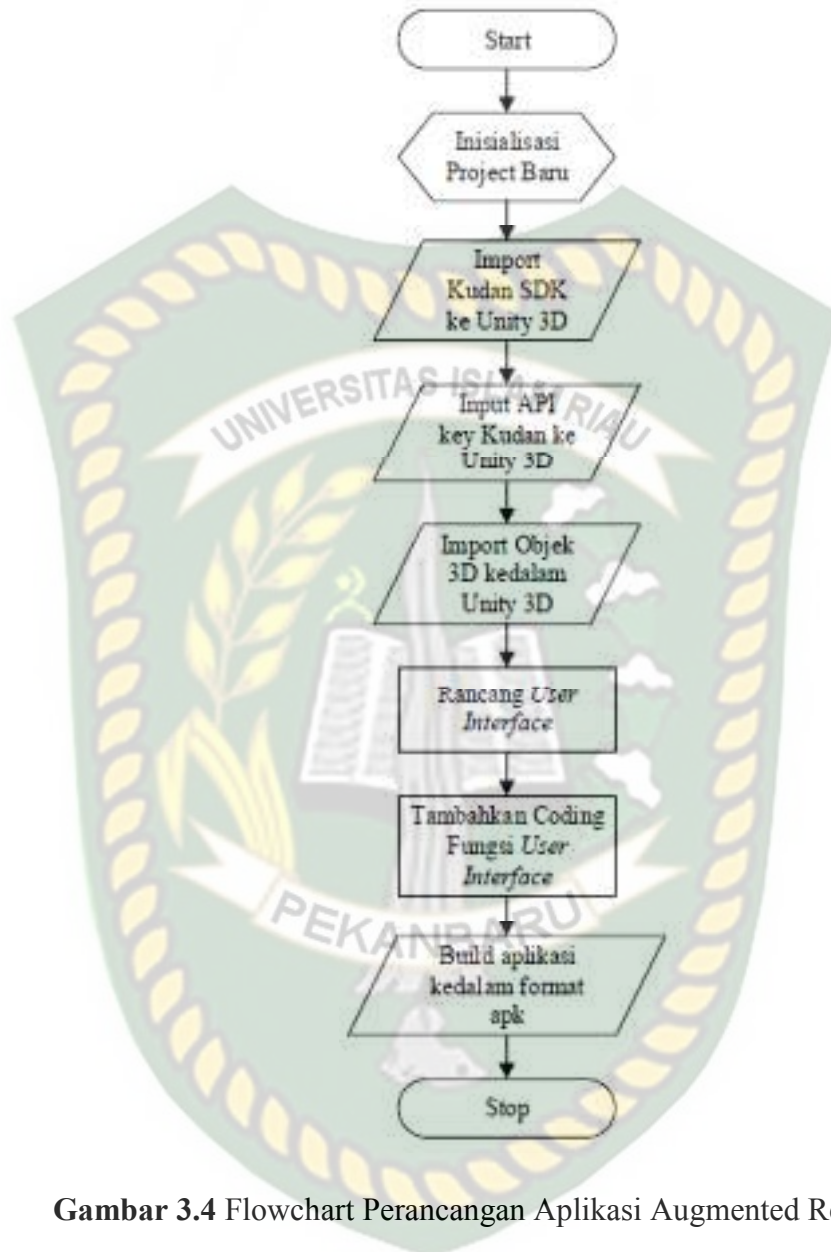 Start
Inisialisasi
Project Baru
Import
Kudan SDK
ke Unity 3D
UNIVERSITAS ISLAM RIAU
Input API
key Kudan ke
Unity 3D
Import Objek
3D kedalam
Unity 3D
Rancang User
Interface
Tambahkan Coding
Fungsi User
Interface
PEKANBARU
Build aplikasi
kedalam format
apk
Stop
Gambar 3.4 Flowchart Perancangan Aplikasi Augmented